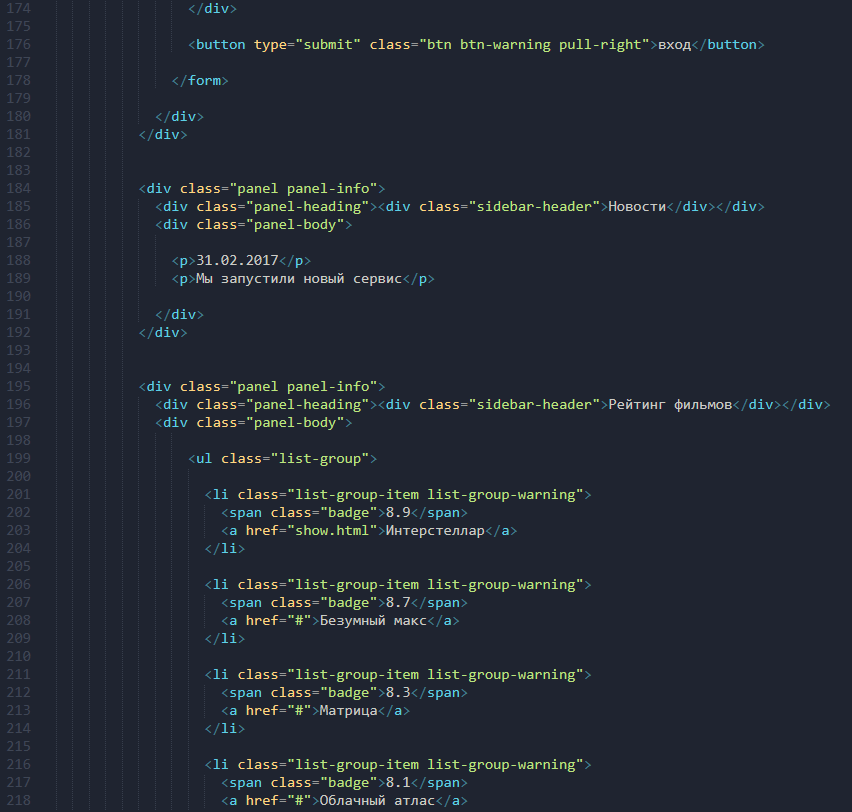 174 </div>
175
176 <button type="submit" class="btn btn-warning pull-right">вход</button>
177
178 </form>
179
180 </div>
181 </div>
182
183
184 <div class="panel panel-info">
185 <div class="panel-heading"><div class="sidebar-header">Новости</div></div>
186 <div class="panel-body">
187
188 <p>31.02.2017</p>
189 <p>Мы запустили новый сервис</p>
190
191 </div>
192 </div>
193
194
195 <div class="panel panel-info">
196 <div class="panel-heading"><div class="sidebar-header">Рейтинг фильмов</div></div>
197 <div class="panel-body">
198
199 <ul class="list-group">
200
201 <li class="list-group-item list-group-warning">
202 <span class="badge">8.9</span>
203 <a href="show.html">Интерстеллар</a>
204 </li>
205
206 <li class="list-group-item list-group-warning">
207 <span class="badge">8.7</span>
208 <a href="#">Безумный макс</a>
209 </li>
210
211 <li class="list-group-item list-group-warning">
212 <span class="badge">8.3</span>
213 <a href="#">Матрица</a>
214 </li>
215
216 <li class="list-group-item list-group-warning">
217 <span class="badge">8.1</span>
218 <a href="#">Облачный атлас</a>